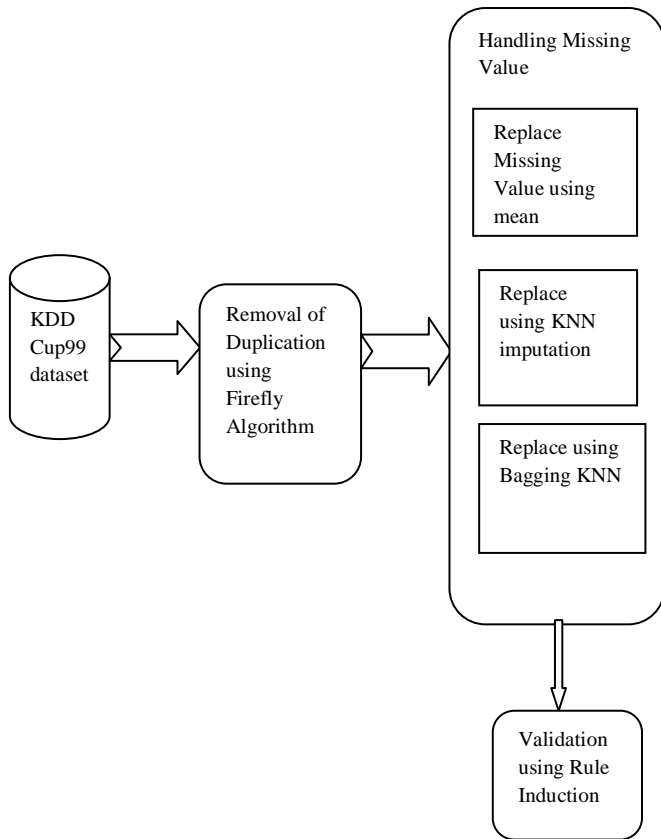 KDD
Cup99
dataset
Removal of
Duplication
using
Firefly
Algorithm
Handling Missing
Value
Replace
Missing
Value using
mean
Replace
using KNN
imputation
Replace using
Bagging KNN
Validation
using Rule
Induction